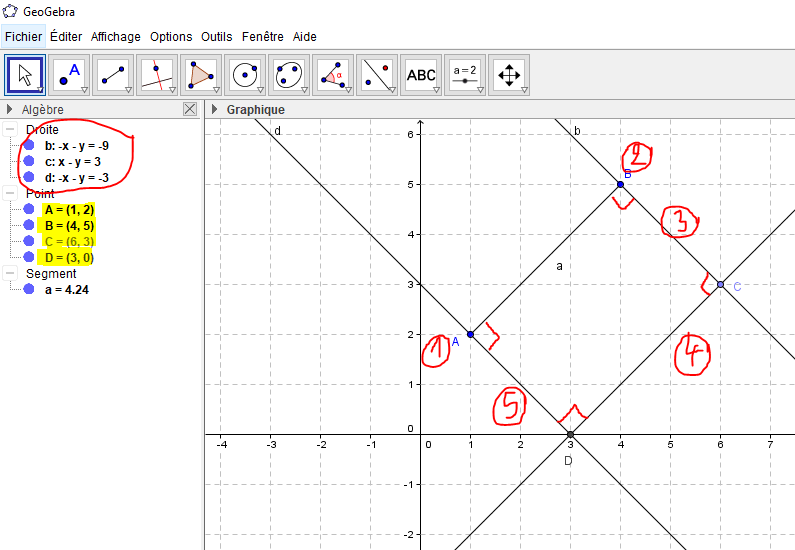 GeoGebra
Fichier Éditer Affichage Options Outils Fenêtre Aide
A α ABC a = 2
Algèbre
Graphique
Droite
b: -x - y = -9
c: x - y = 3
d: -x - y = -3
Point
A = (1, 2)
B = (4, 5)
C = (6, 3)
D = (3, 0)
Segment
a = 4.24
d b
6
2
B
5
3
4
a
3
C
2
A
1
4
1
5
0
-4 -3 -2 -1 0 1 2 3 4 5 6 7
D
-1
-2